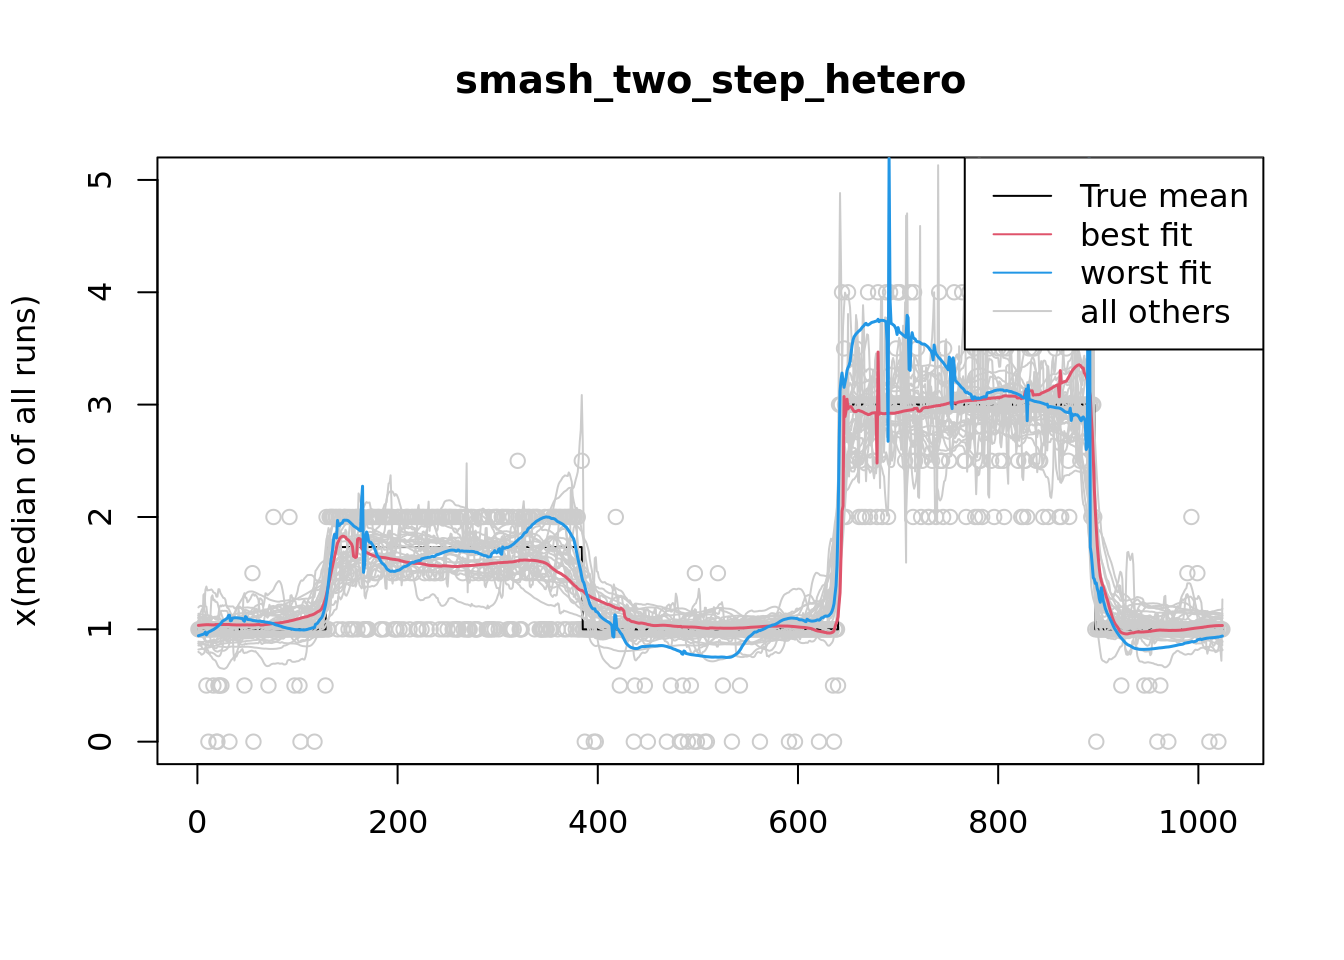 smash_two_step_hetero
x(median of all runs)
5
4
3
2
1
0
True mean
best fit
worst fit
all others
0 200 400 600 800 1000